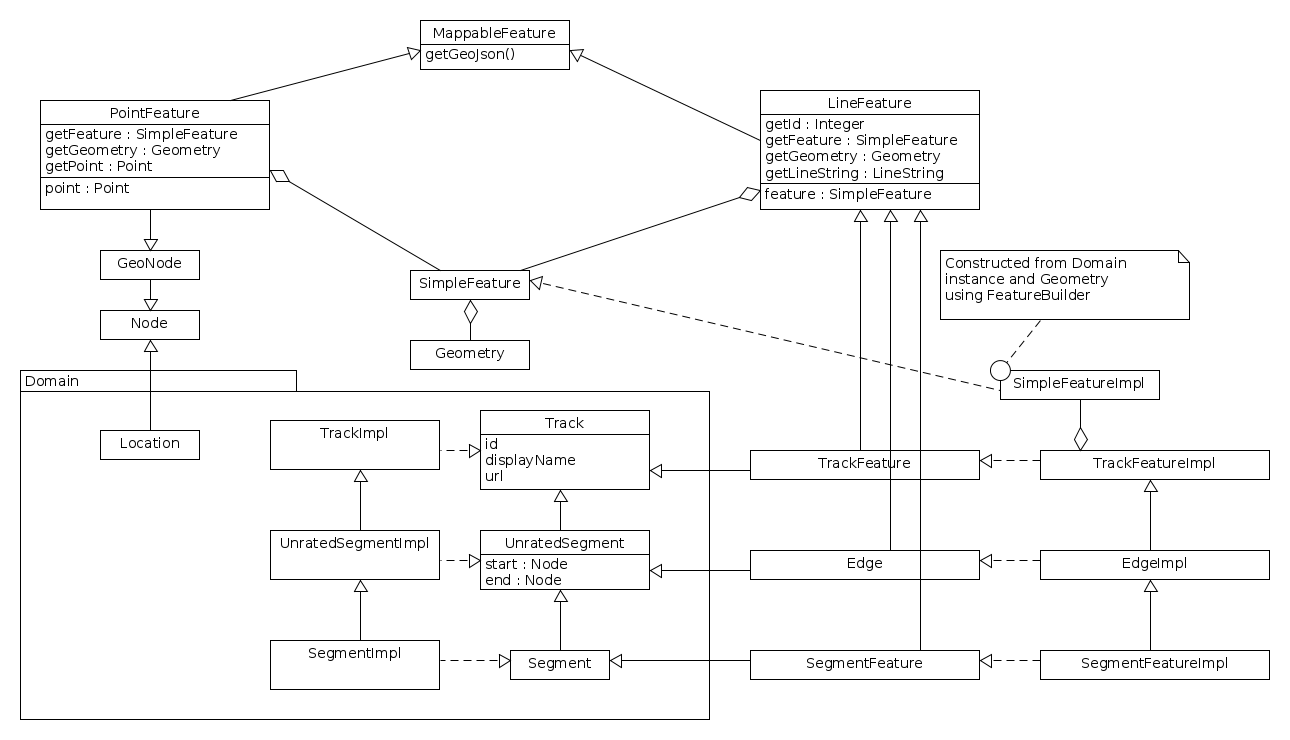 MappableFeature
getGeoJson()
PointFeature
getFeature : SimpleFeature
getGeometry : Geometry
getPoint : Point
point : Point
LineFeature
getId : Integer
getFeature : SimpleFeature
getGeometry : Geometry
getLineString : LineString
feature : SimpleFeature
GeoNode
Node
SimpleFeature
Geometry
Constructed from Domain
instance and Geometry
using FeatureBuilder
SimpleFeatureImpl
Domain
Location
TrackImpl
Track
id
displayName
url
TrackFeature
TrackFeatureImpl
UnratedSegmentImpl
UnratedSegment
start : Node
end : Node
Edge
EdgeImpl
SegmentImpl
Segment
SegmentFeature
SegmentFeatureImpl